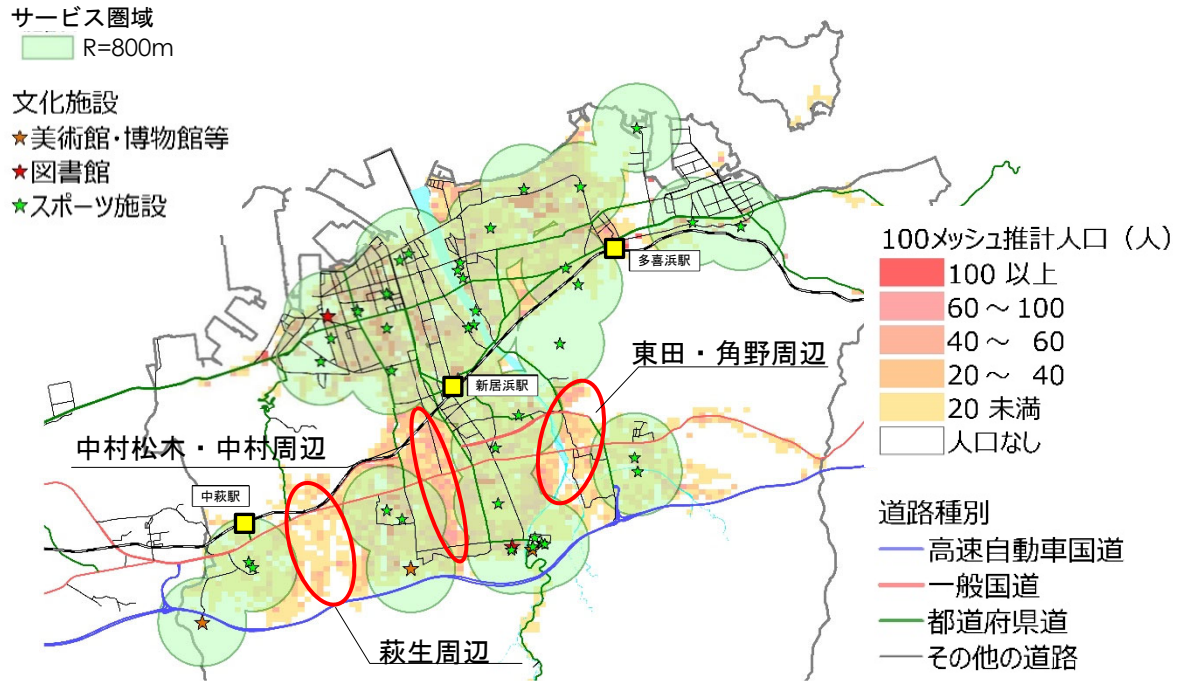 サービス圏域
R=800m
文化施設
★美術館・博物館等
★図書館
★スポーツ施設
多喜浜駅
新居浜駅
中萩駅
東田・角野周辺
中村松木・中村周辺
萩生周辺
100メッシュ推計人口（人）
100 以上
60 ～ 100
40 ～ 60
20 ～ 40
20 未満
人口なし
道路種別
高速自動車国道
一般国道
都道府県道
その他の道路